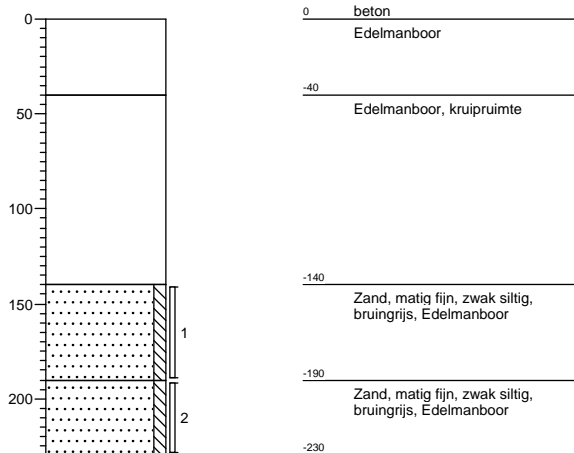 0
50
100
150
200
1
2
0 beton
Edelmanboor
-40
Edelmanboor, kruipruimte
-140
Zand, matig fijn, zwak siltig,
bruingrijs, Edelmanboor
-190
Zand, matig fijn, zwak siltig,
bruingrijs, Edelmanboor
-230